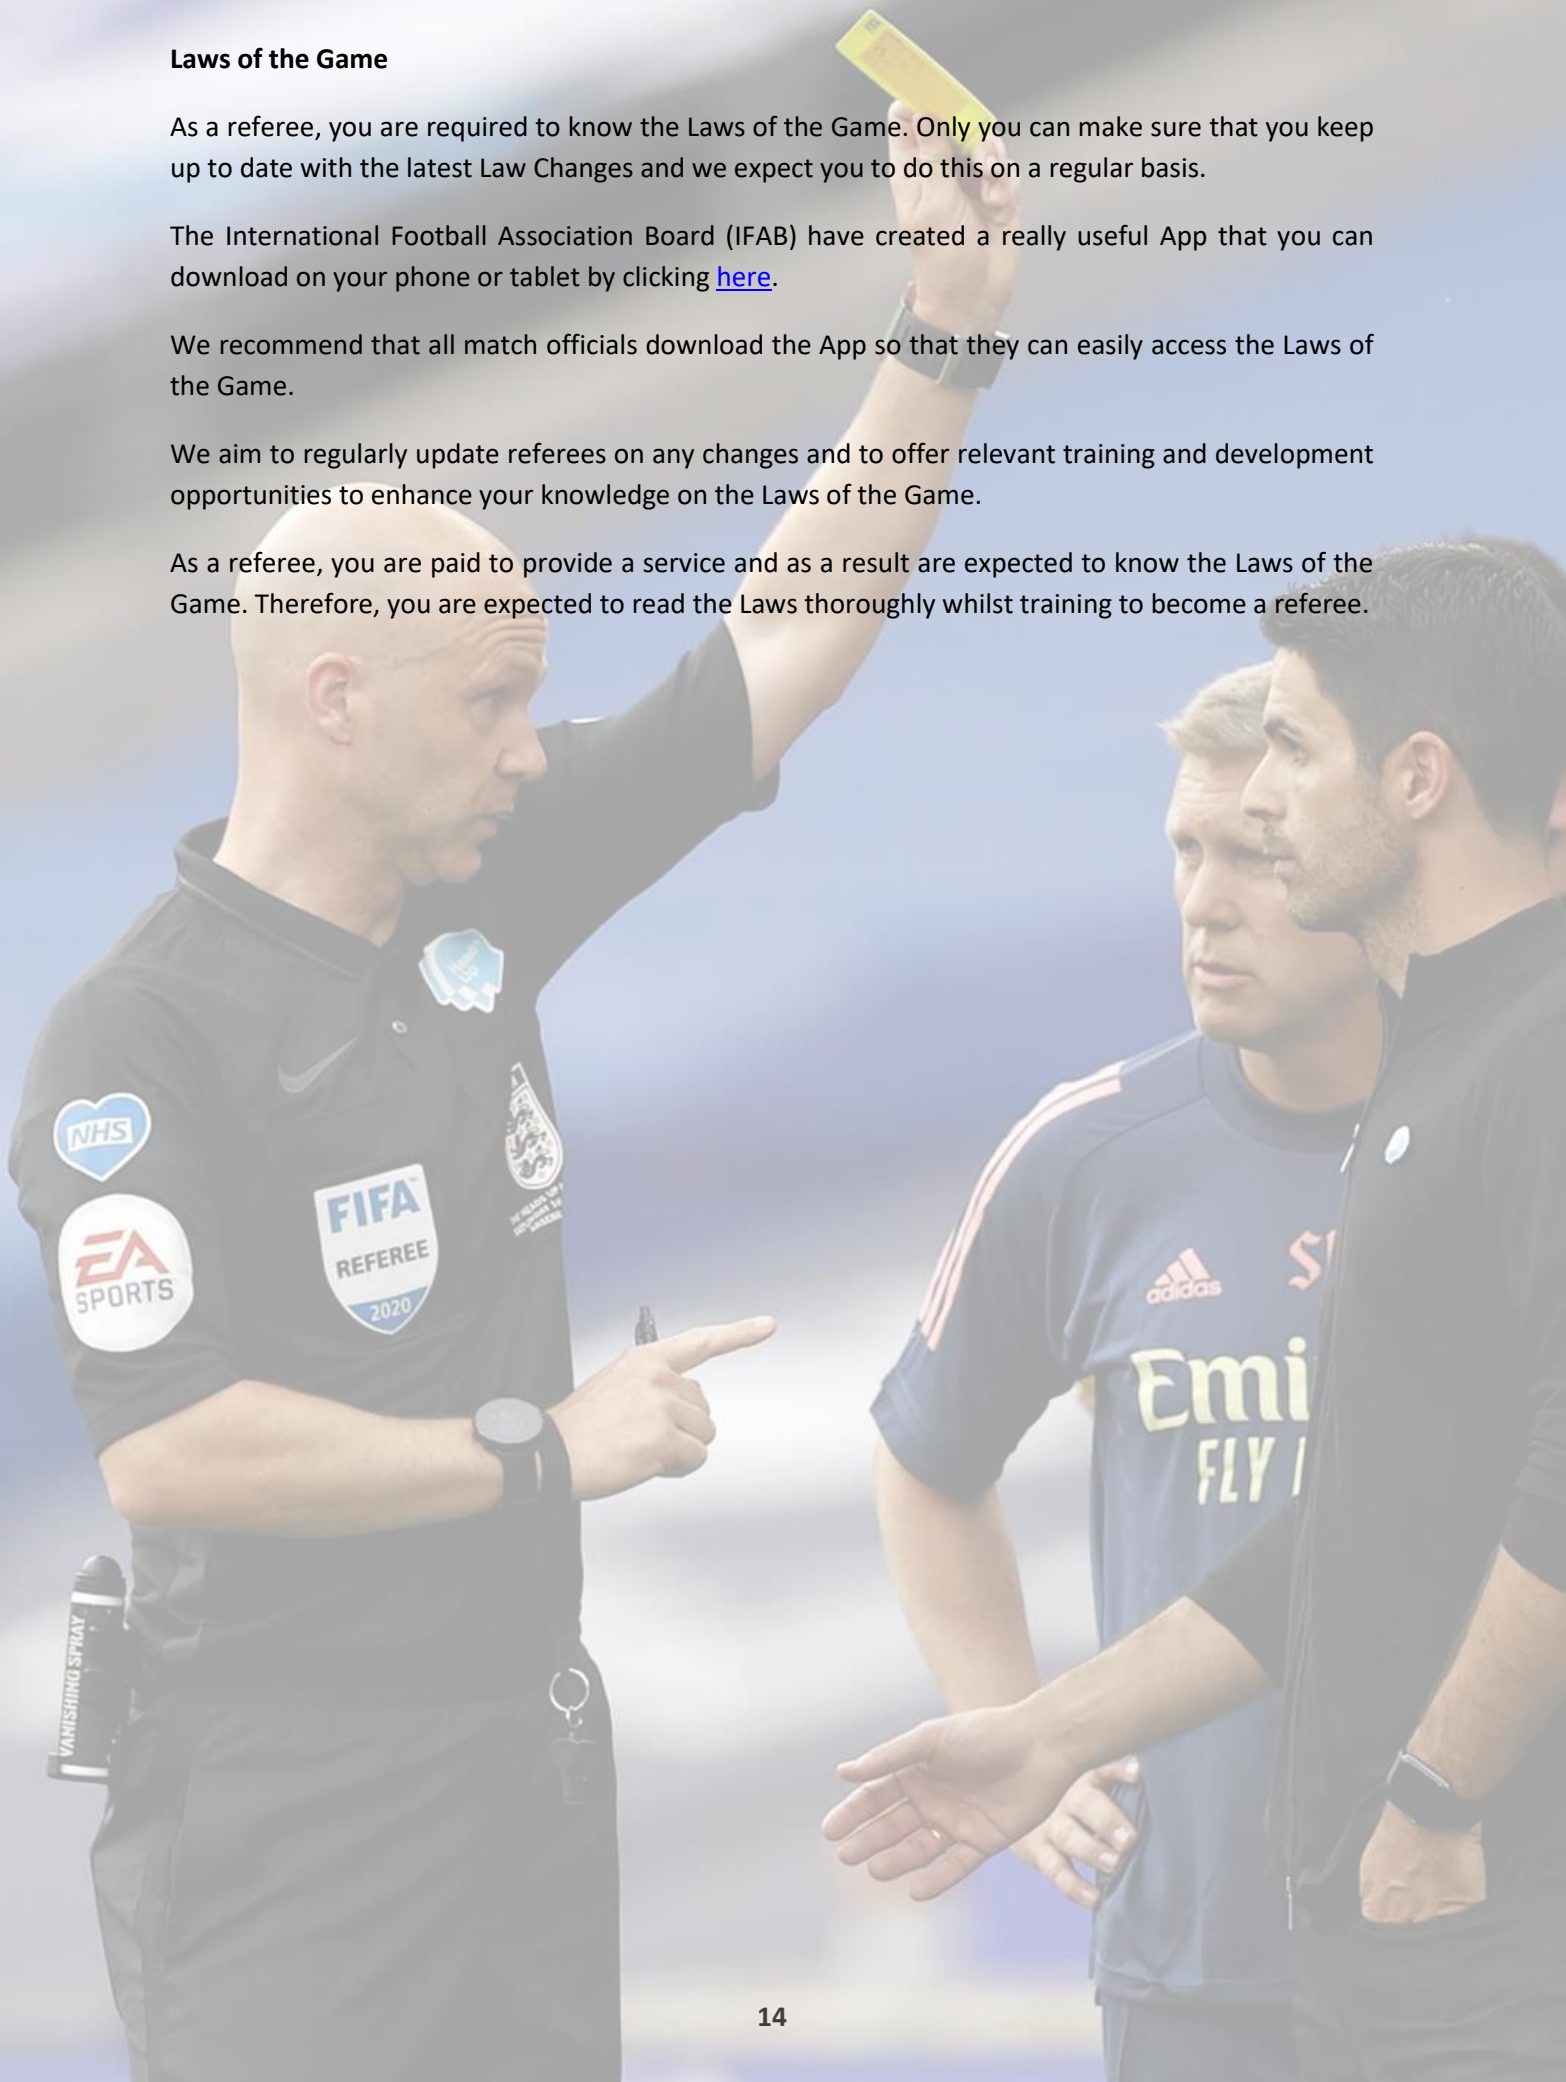 Laws of the Game
As a referee, you are required to know the Laws of the Game. Only you can make sure that you keep
up to date with the latest Law Changes and we expect you to do this on a regular basis.
The International Football Association Board (IFAB) have created a really useful App that you can
download on your phone or tablet by clicking here.
We recommend that all match officials download the App so that they can easily access the Laws of
the Game.
We aim to regularly update referees on any changes and to offer relevant training and development
opportunities to enhance your knowledge on the Laws of the Game.
As a referee, you are paid to provide a service and as a result are expected to know the Laws of the
Game. Therefore, you are expected to read the Laws thoroughly whilst training to become a referee.
Heads
Up
NHS
EA
SPORTS
FIFA
REFEREE
2020
adidas
Emi
FLY
VANISHING SPRAY
14